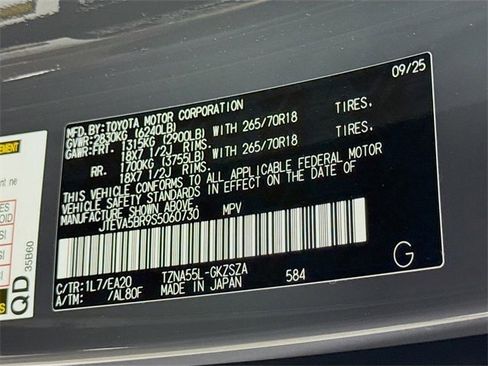 09/25
MFD.BY:TOYOTA MOTOR CORPORATION
GVWR:2830KG (6240LB)
GAWR:FRT. 1315KG (2900LB) WITH 265/70R18 TIRES,
18X7 1/2J RIMS.
RR. 1700KG (3755LB) WITH 265/70R18 TIRES,
18X7 1/2J RIMS.
THIS VEHICLE CONFORMS TO ALL APPLICABLE FEDERAL MOTOR
VEHICLE SAFETY STANDARDS IN EFFECT ON THE DATE OF
MANUFACTURE SHOWN ABOVE.
JTEVA5BR9S5060730 MPV
C/TR:1L7/EA20 TZNA55L-GKZSZA
A/TM: /AL80F MADE IN JAPAN 584
G
QD
35B60